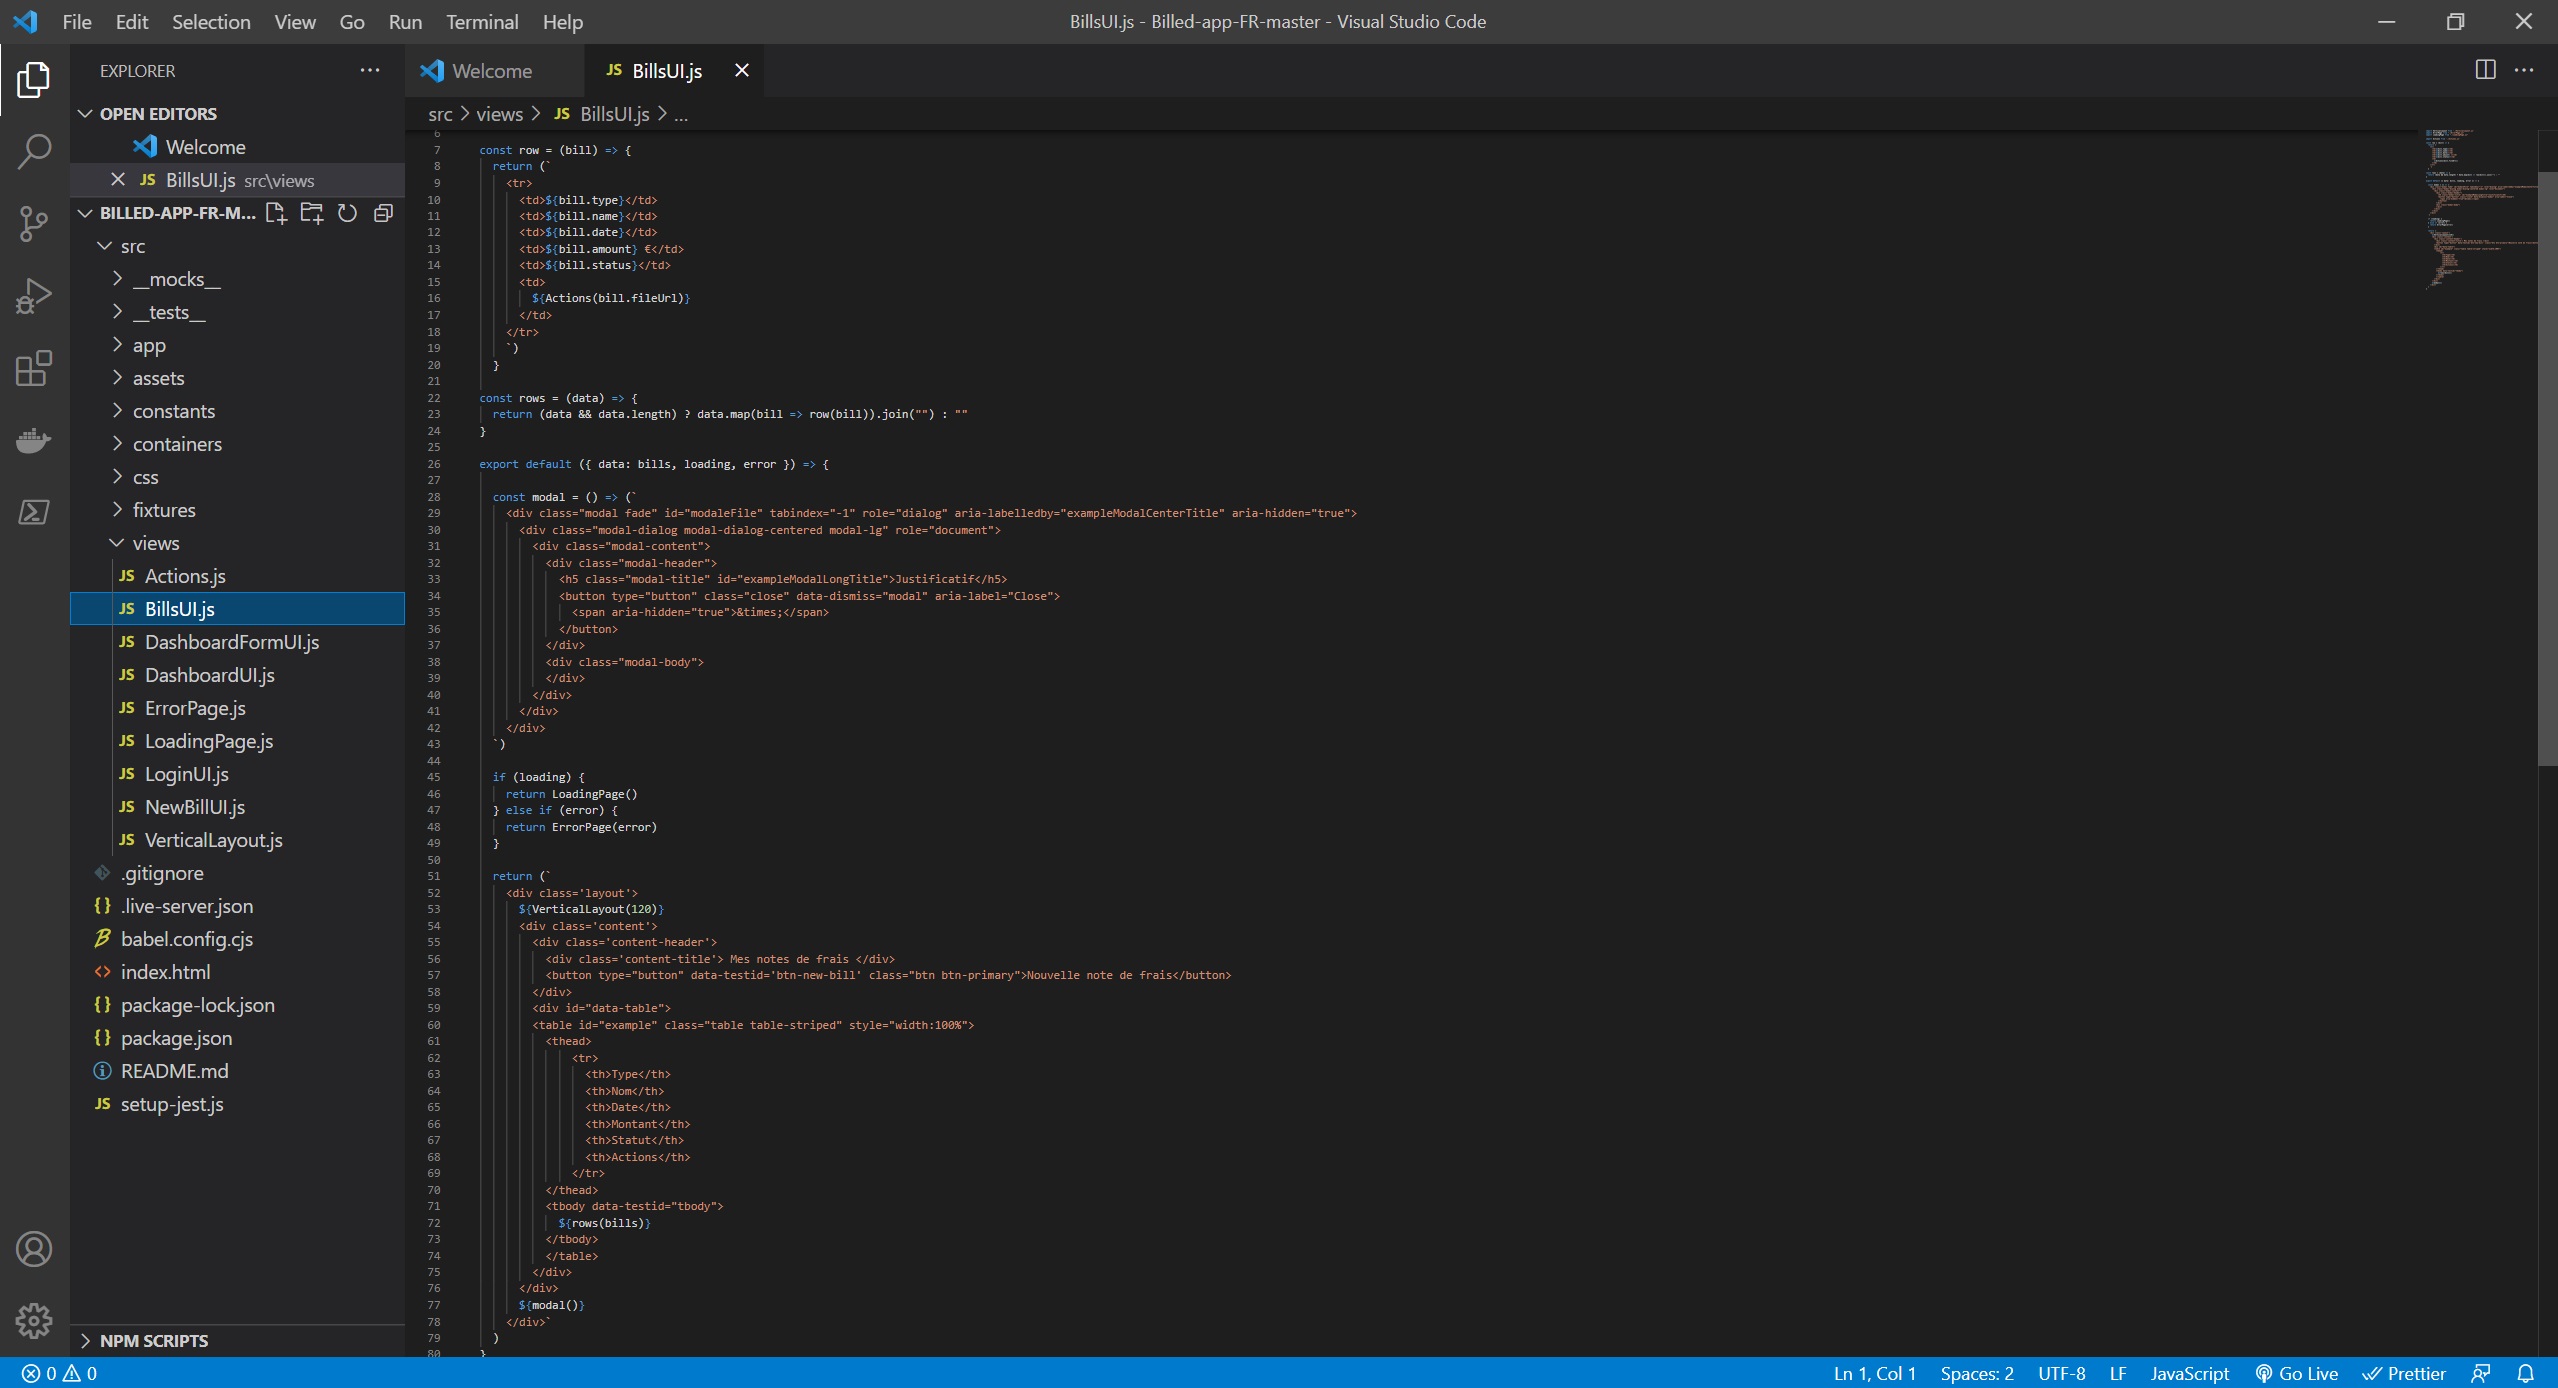 File Edit Selection View Go Run Terminal Help
BillsUI.js - Billed-app-FR-master - Visual Studio Code
EXPLORER
OPEN EDITORS
Welcome
JS BillsUI.js src\views
BILLED-APP-FR-M...
src
__mocks__
__tests__
app
assets
constants
containers
css
fixtures
views
JS Actions.js
JS BillsUI.js
JS DashboardFormUI.js
JS DashboardUI.js
JS ErrorPage.js
JS LoadingPage.js
JS LoginUI.js
JS NewBillUI.js
JS VerticalLayout.js
.gitignore
{} .live-server.json
babel.config.cjs
<> index.html
{} package-lock.json
{} package.json
README.md
JS setup-jest.js
NPM SCRIPTS
Welcome
JS BillsUI.js
src > views > JS BillsUI.js > ...
6
7 const row = (bill) => {
8 return (`
9 <tr>
10 <td>${bill.type}</td>
11 <td>${bill.name}</td>
12 <td>${bill.date}</td>
13 <td>${bill.amount} €</td>
14 <td>${bill.status}</td>
15 <td>
16 ${Actions(bill.fileUrl)}
17 </td>
18 </tr>
19 `)
20 }
21
22 const rows = (data) => {
23 return (data && data.length) ? data.map(bill => row(bill)).join("") : ""
24 }
25
26 export default ({ data: bills, loading, error }) => {
27
28 const modal = () => (`
29 <div class="modal fade" id="modaleFile" tabindex="-1" role="dialog" aria-labelledby="exampleModalCenterTitle" aria-hidden="true">
30 <div class="modal-dialog modal-dialog-centered modal-lg" role="document">
31 <div class="modal-content">
32 <div class="modal-header">
33 <h5 class="modal-title" id="exampleModalLongTitle">Justificatif</h5>
34 <button type="button" class="close" data-dismiss="modal" aria-label="Close">
35 <span aria-hidden="true">&times;</span>
36 </button>
37 </div>
38 <div class="modal-body">
39 </div>
40 </div>
41 </div>
42 </div>
43 `)
44
45 if (loading) {
46 return LoadingPage()
47 } else if (error) {
48 return ErrorPage(error)
49 }
50
51 return (`
52 <div class='layout'>
53 ${VerticalLayout(120)}
54 <div class='content'>
55 <div class='content-header'>
56 <div class='content-title'> Mes notes de frais </div>
57 <button type="button" data-testid='btn-new-bill' class="btn btn-primary">Nouvelle note de frais</button>
58 </div>
59 <div id="data-table">
60 <table id="example" class="table table-striped" style="width:100%">
61 <thead>
62 <tr>
63 <th>Type</th>
64 <th>Nom</th>
65 <th>Date</th>
66 <th>Montant</th>
67 <th>Statut</th>
68 <th>Actions</th>
69 </tr>
70 </thead>
71 <tbody data-testid="tbody">
72 ${rows(bills)}
73 </tbody>
74 </table>
75 </div>
76 </div>
77 ${modal()}
78 </div>`
79 )
80 }
0 0
Ln 1, Col 1 Spaces: 2 UTF-8 LF JavaScript Go Live Prettier